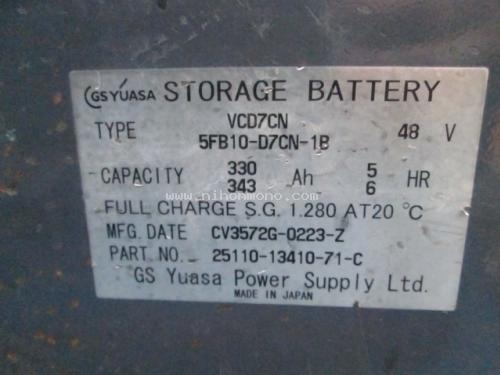 GS YUASA STORAGE BATTERY
TYPE VCD7CN 48 V
5FB10-D7CN-1B
CAPACITY 330 Ah 5 HR
343 6
www.nihonmono.com
FULL CHARGE S.G. 1.280 AT 20 °C
MFG. DATE CV3572G-0223-Z
PART NO. 25110-13410-71-C
GS Yuasa Power Supply Ltd.
MADE IN JAPAN